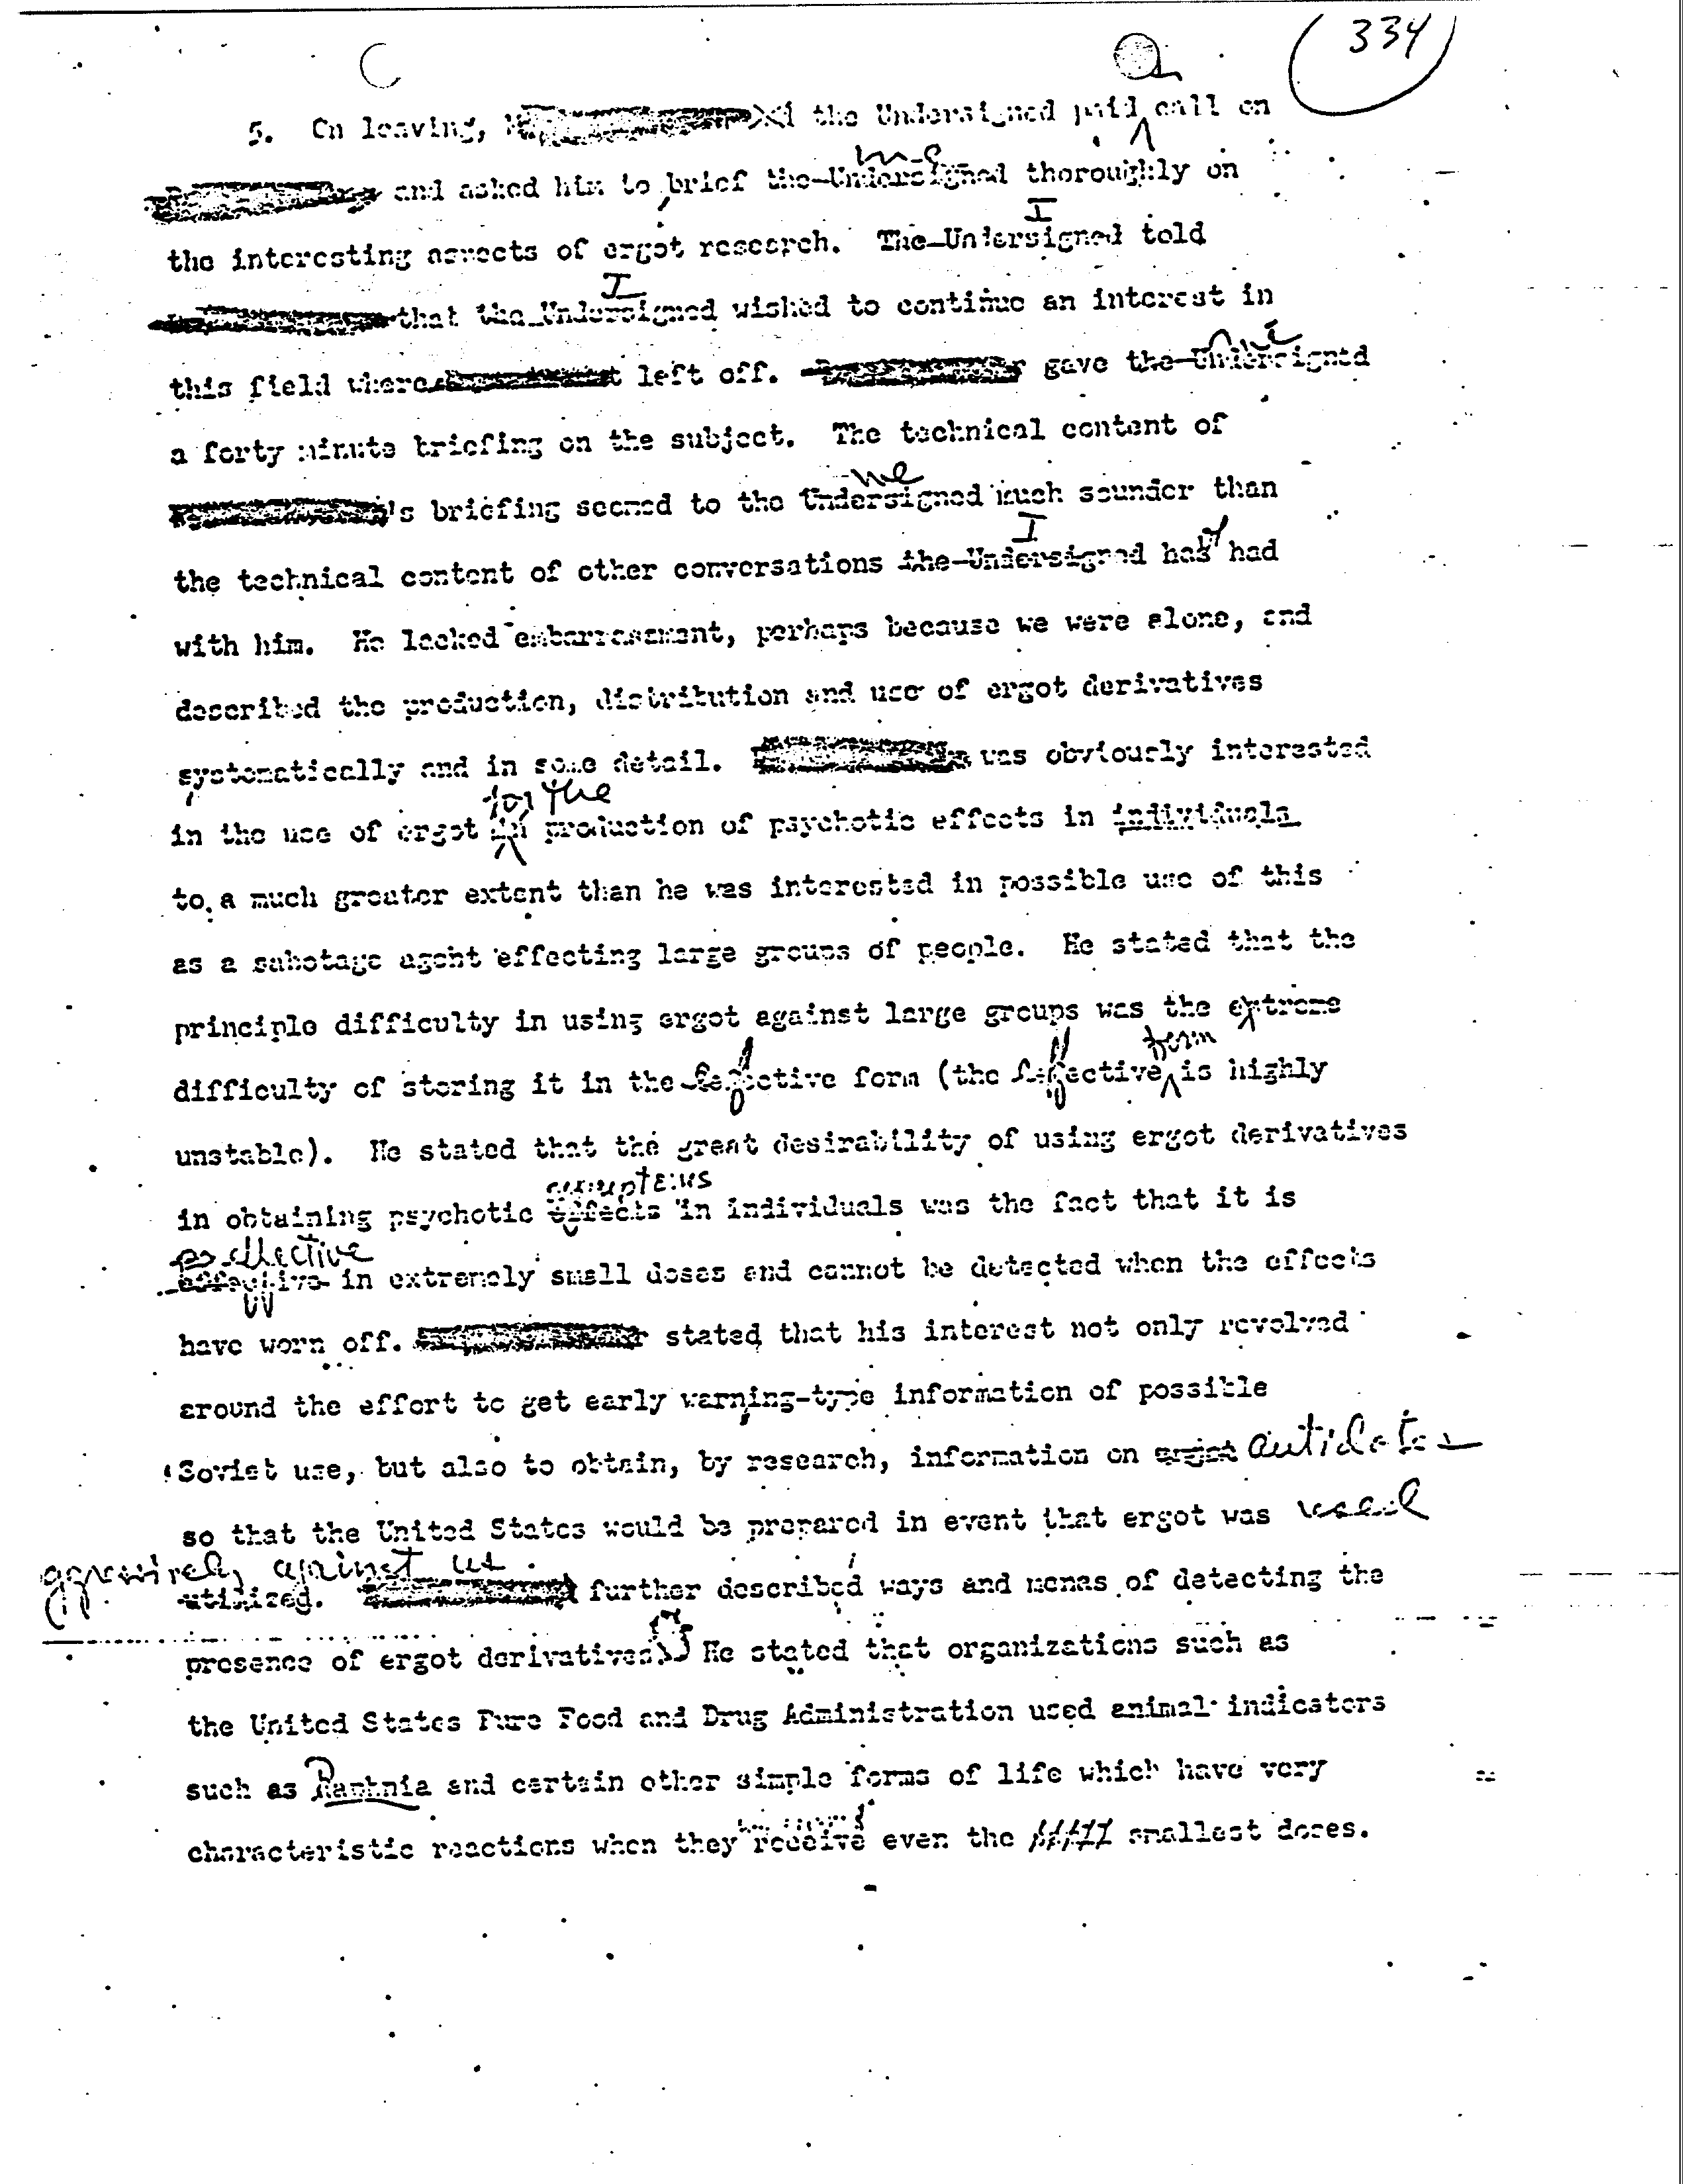 334
5. On leaving, the Undersigned paid call on
me
and asked him to brief the Undersigned thoroughly on
I
the interesting aspects of ergot research. The Undersigned told
I
that the Undersigned wished to continue an interest in
me
this field where left off. gave the Undersigned
a forty minute briefing on the subject. The technical content of
me
's briefing seemed to the Undersigned much sounder than
I
the technical content of other conversations the Undersigned has had
with him. He lacked embarrassment, perhaps because we were alone, and
described the production, distribution and use of ergot derivatives
systematically and in some detail. was obviously interested
for the
in the use of ergot in production of psychotic effects in individuals
to a much greater extent than he was interested in possible use of this
as a sabotage agent effecting large groups of people. He stated that the
principle difficulty in using ergot against large groups was the extreme
form
difficulty of storing it in the effective form (the effective is highly
unstable). He stated that the great desirability of using ergot derivatives
symptoms
in obtaining psychotic effects in individuals was the fact that it is
effective
effective in extremely small doses and cannot be detected when the effects
have worn off. stated that his interest not only revolved
around the effort to get early warning-type information of possible
Soviet use, but also to obtain, by research, information on ergot antidotes
so that the United States would be prepared in event that ergot was used
aggressively against us.
utilized. further described ways and menas of detecting the
presence of ergot derivatives. He stated that organizations such as
the United States Pure Food and Drug Administration used animal indicators
such as Daphnia and certain other simple forms of life which have very
characteristic reactions when they receive even the smallest doses.